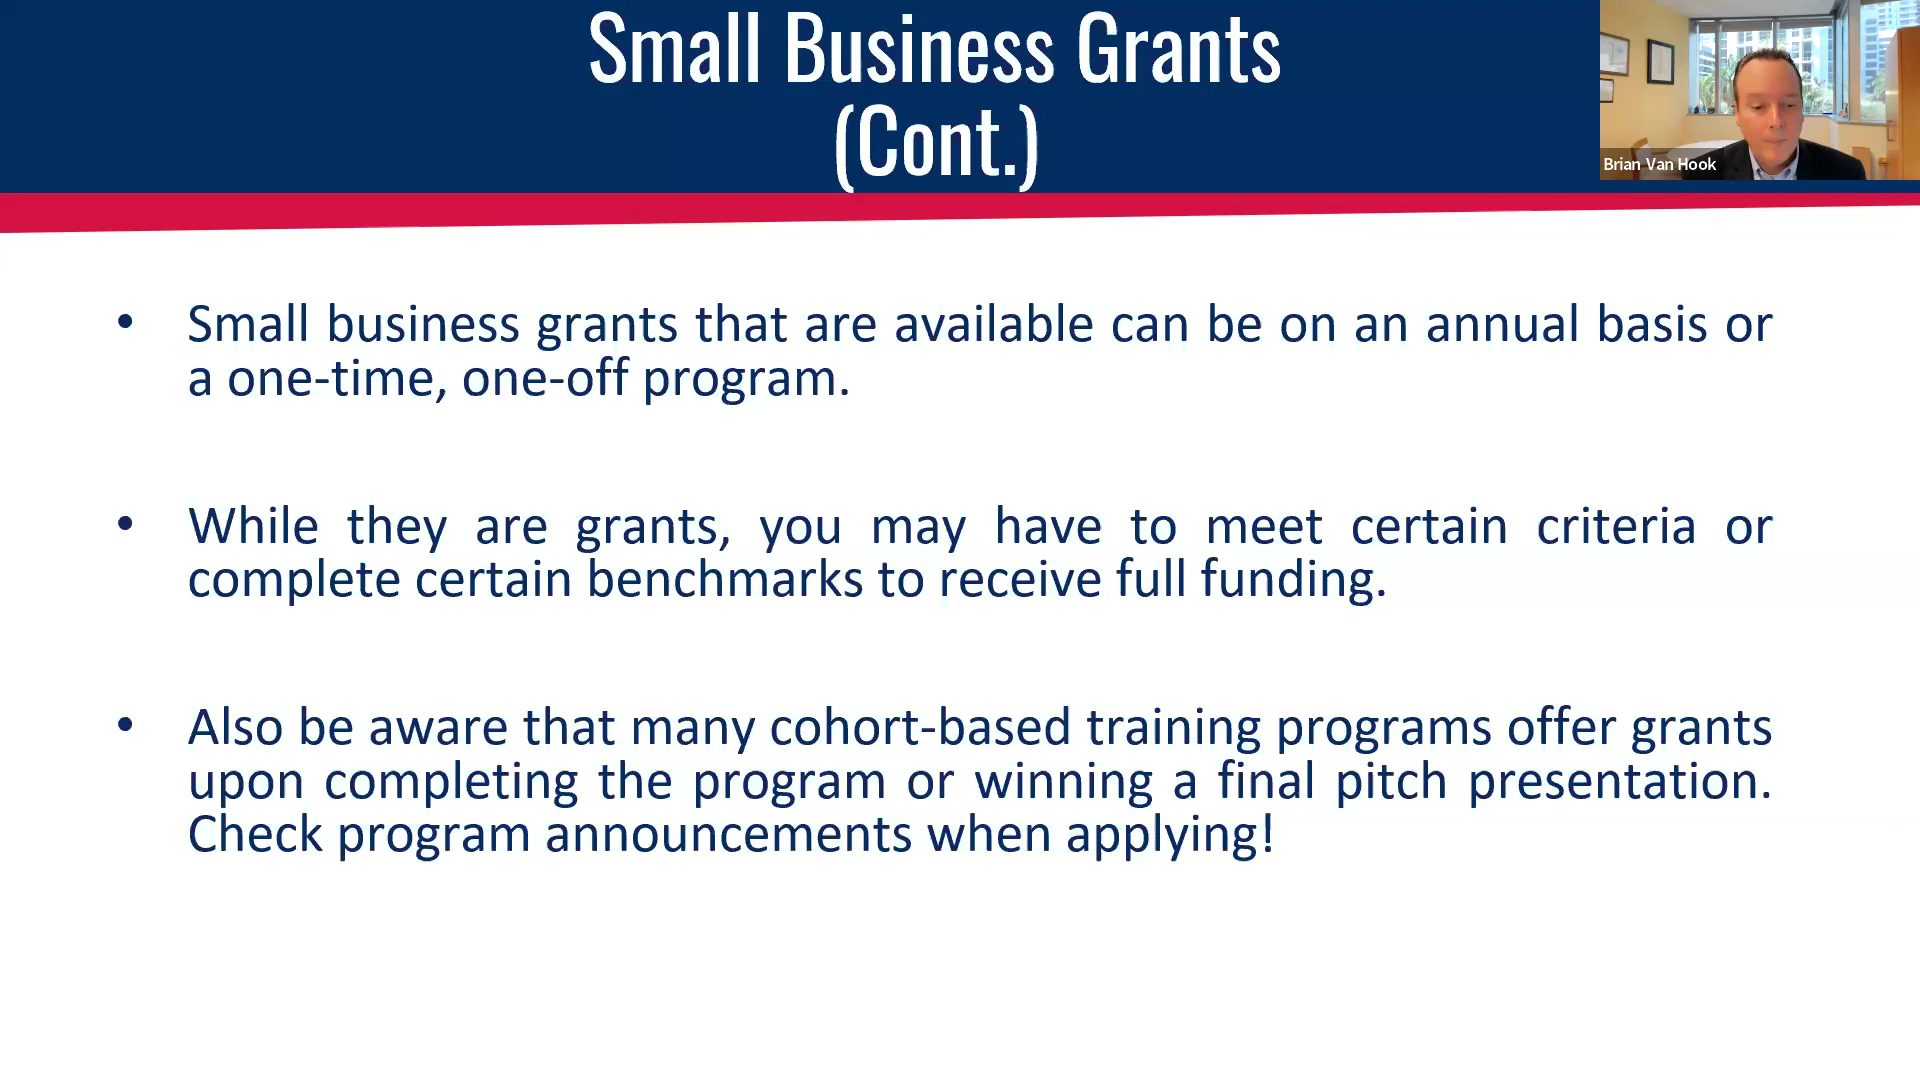 Small Business Grants
(Cont.)
Brian Van Hook
• Small business grants that are available can be on an annual basis or
a one-time, one-off program.
• While they are grants, you may have to meet certain criteria or
complete certain benchmarks to receive full funding.
• Also be aware that many cohort-based training programs offer grants
upon completing the program or winning a final pitch presentation.
Check program announcements when applying!